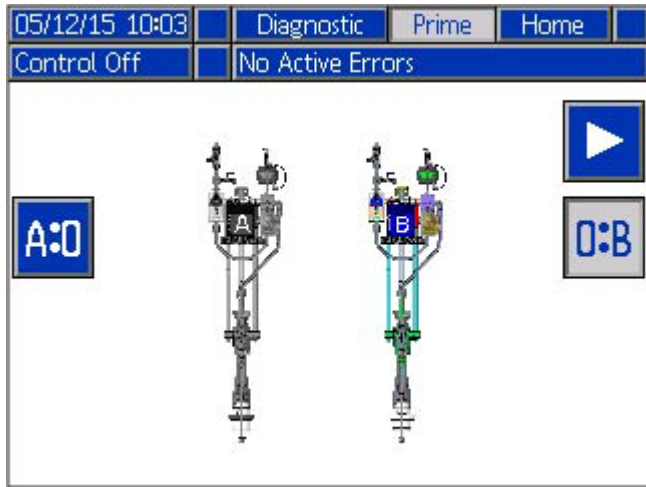 05/12/15 10:03 Diagnostic Prime Home
Control Off No Active Errors
A B
A:0 0:B